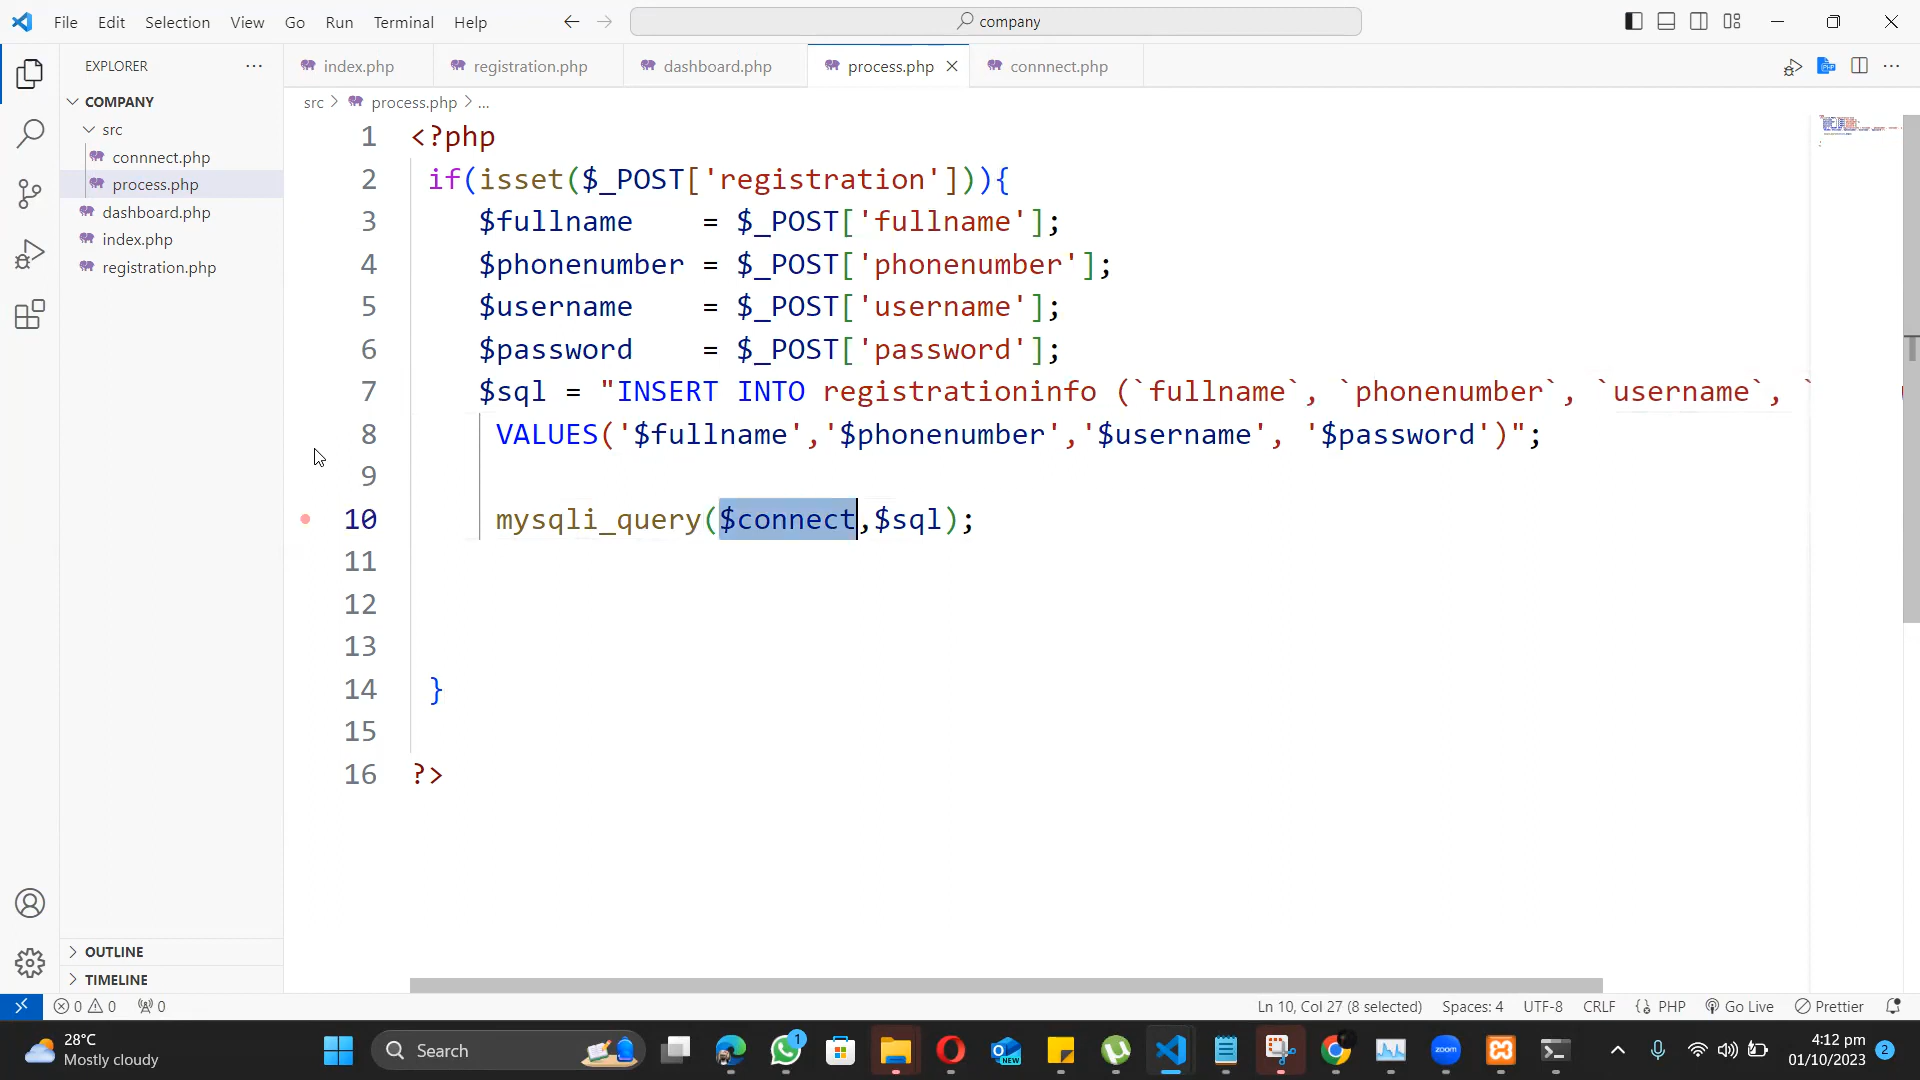 File Edit Selection View Go Run Terminal Help
company
EXPLORER
COMPANY
src
connnect.php
process.php
dashboard.php
index.php
registration.php
OUTLINE
TIMELINE
index.php registration.php dashboard.php process.php connnect.php
src > process.php > ...
1 <?php
2 if(isset($_POST['registration'])){
3 $fullname = $_POST['fullname'];
4 $phonenumber = $_POST['phonenumber'];
5 $username = $_POST['username'];
6 $password = $_POST['password'];
7 $sql = "INSERT INTO registrationinfo (`fullname`, `phonenumber`, `username`, `
8 VALUES('$fullname','$phonenumber','$username', '$password')";
9
10 mysqli_query($connect,$sql);
11
12
13
14 }
15
16 ?>
0 0 0
Ln 10, Col 27 (8 selected) Spaces: 4 UTF-8 CRLF PHP Go Live Prettier
28°C
Mostly cloudy
Search
NEW
1
zoom
4:12 pm
01/10/2023
2